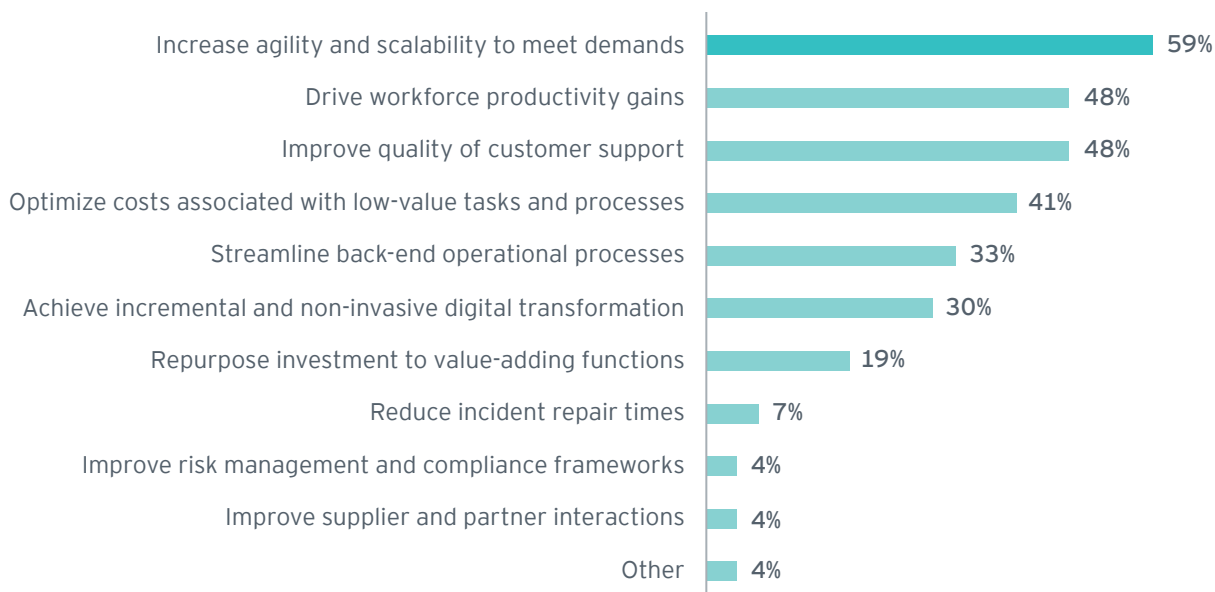 Increase agility and scalability to meet demands 59%
Drive workforce productivity gains 48%
Improve quality of customer support 48%
Optimize costs associated with low-value tasks and processes 41%
Streamline back-end operational processes 33%
Achieve incremental and non-invasive digital transformation 30%
Repurpose investment to value-adding functions 19%
Reduce incident repair times 7%
Improve risk management and compliance frameworks 4%
Improve supplier and partner interactions 4%
Other 4%